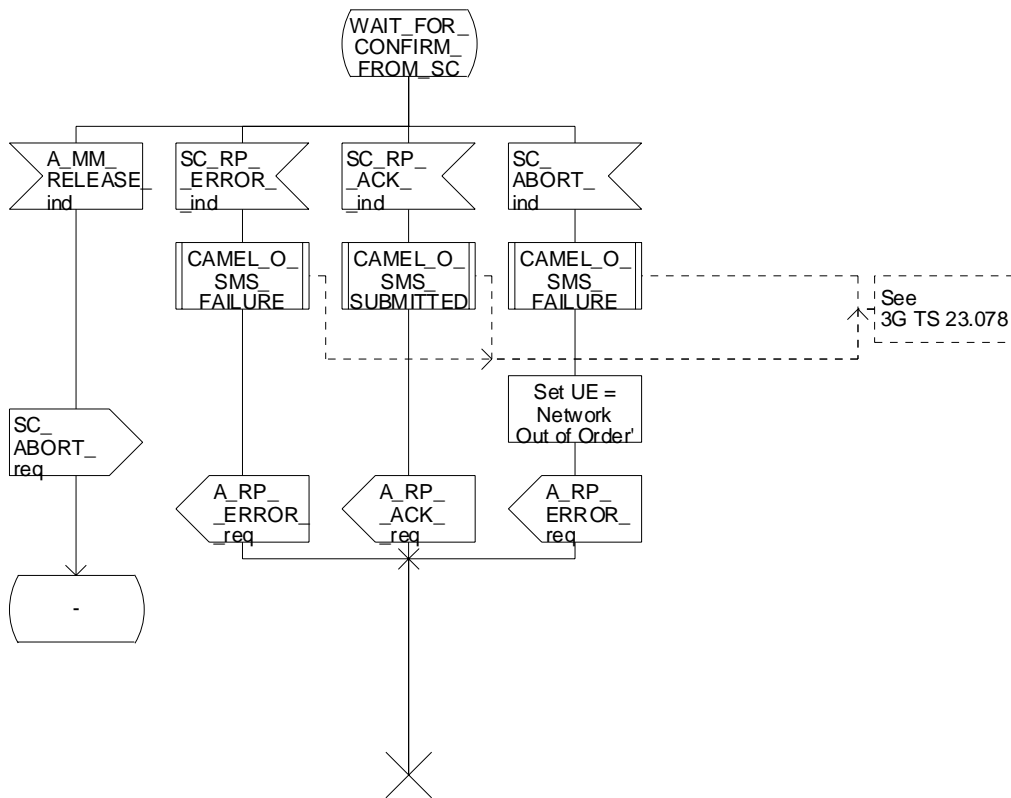 WAIT_FOR_
CONFIRM_
FROM_SC
A_MM_
RELEASE_
ind
SC_RP_
_ERROR_
_ind
SC_RP_
_ACK_
_ind
SC_
ABORT_
ind
CAMEL_O_
SMS_
FAILURE
CAMEL_O_
SMS_
SUBMITTED
CAMEL_O_
SMS_
FAILURE
See
3G TS 23.078
Set UE =
Network
Out of Order'
SC_
ABORT_
req
A_RP_
_ERROR_
_req
A_RP_
_ACK_
_req
A_RP_
ERROR_
req
-